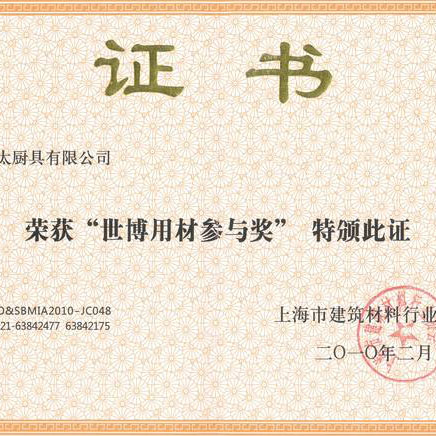 证书
太厨具有限公司
荣获“世博用材参与奖” 特颁此证
O&SBMIA2010-JC048
21-63842477 63842175
上海市建筑材料行业
二〇一〇年二月